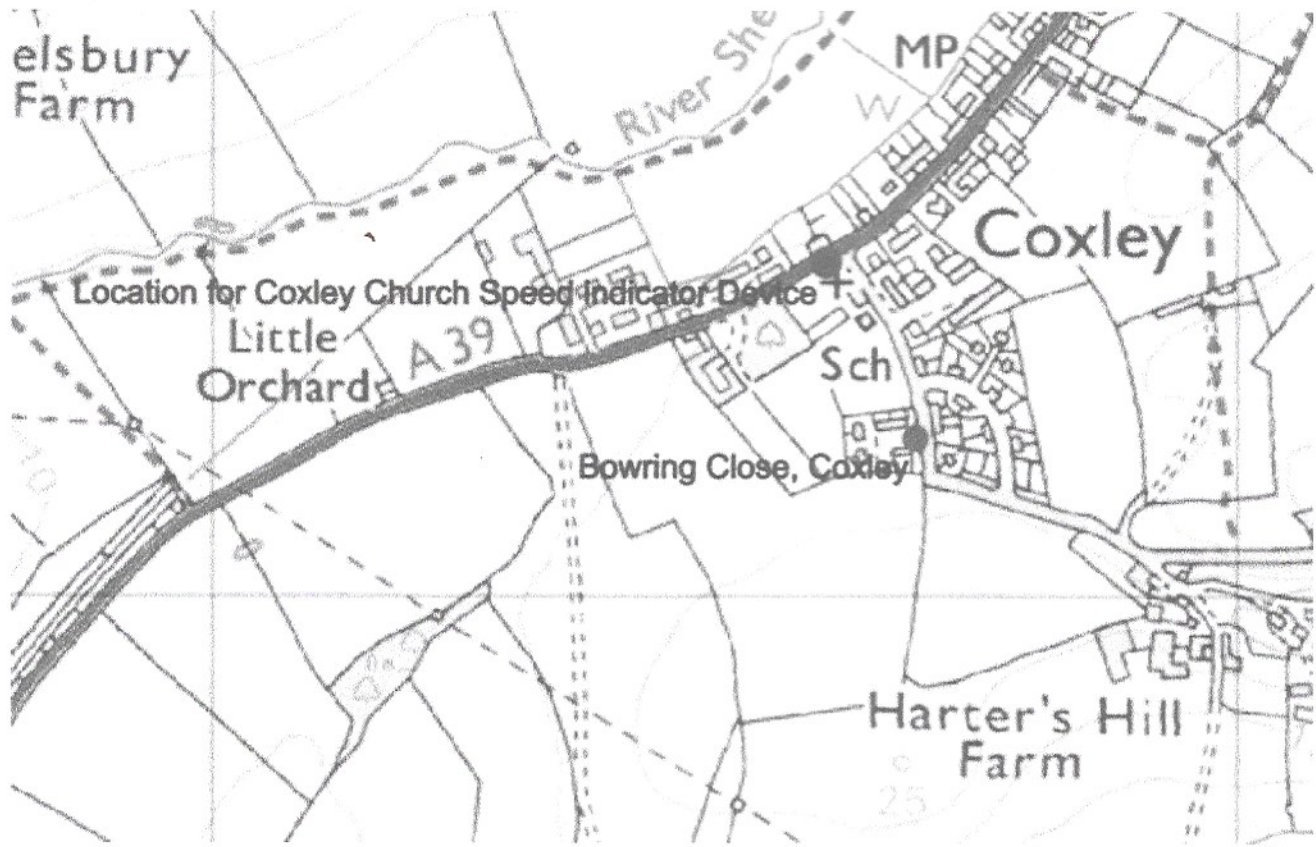 elsbury
Farm
MP
River She
W
Coxley
Location for Coxley Church Speed Indicator Device
Little
Orchard
A 39
Sch
Bowring Close, Coxley
10
Harter's Hill
Farm
25